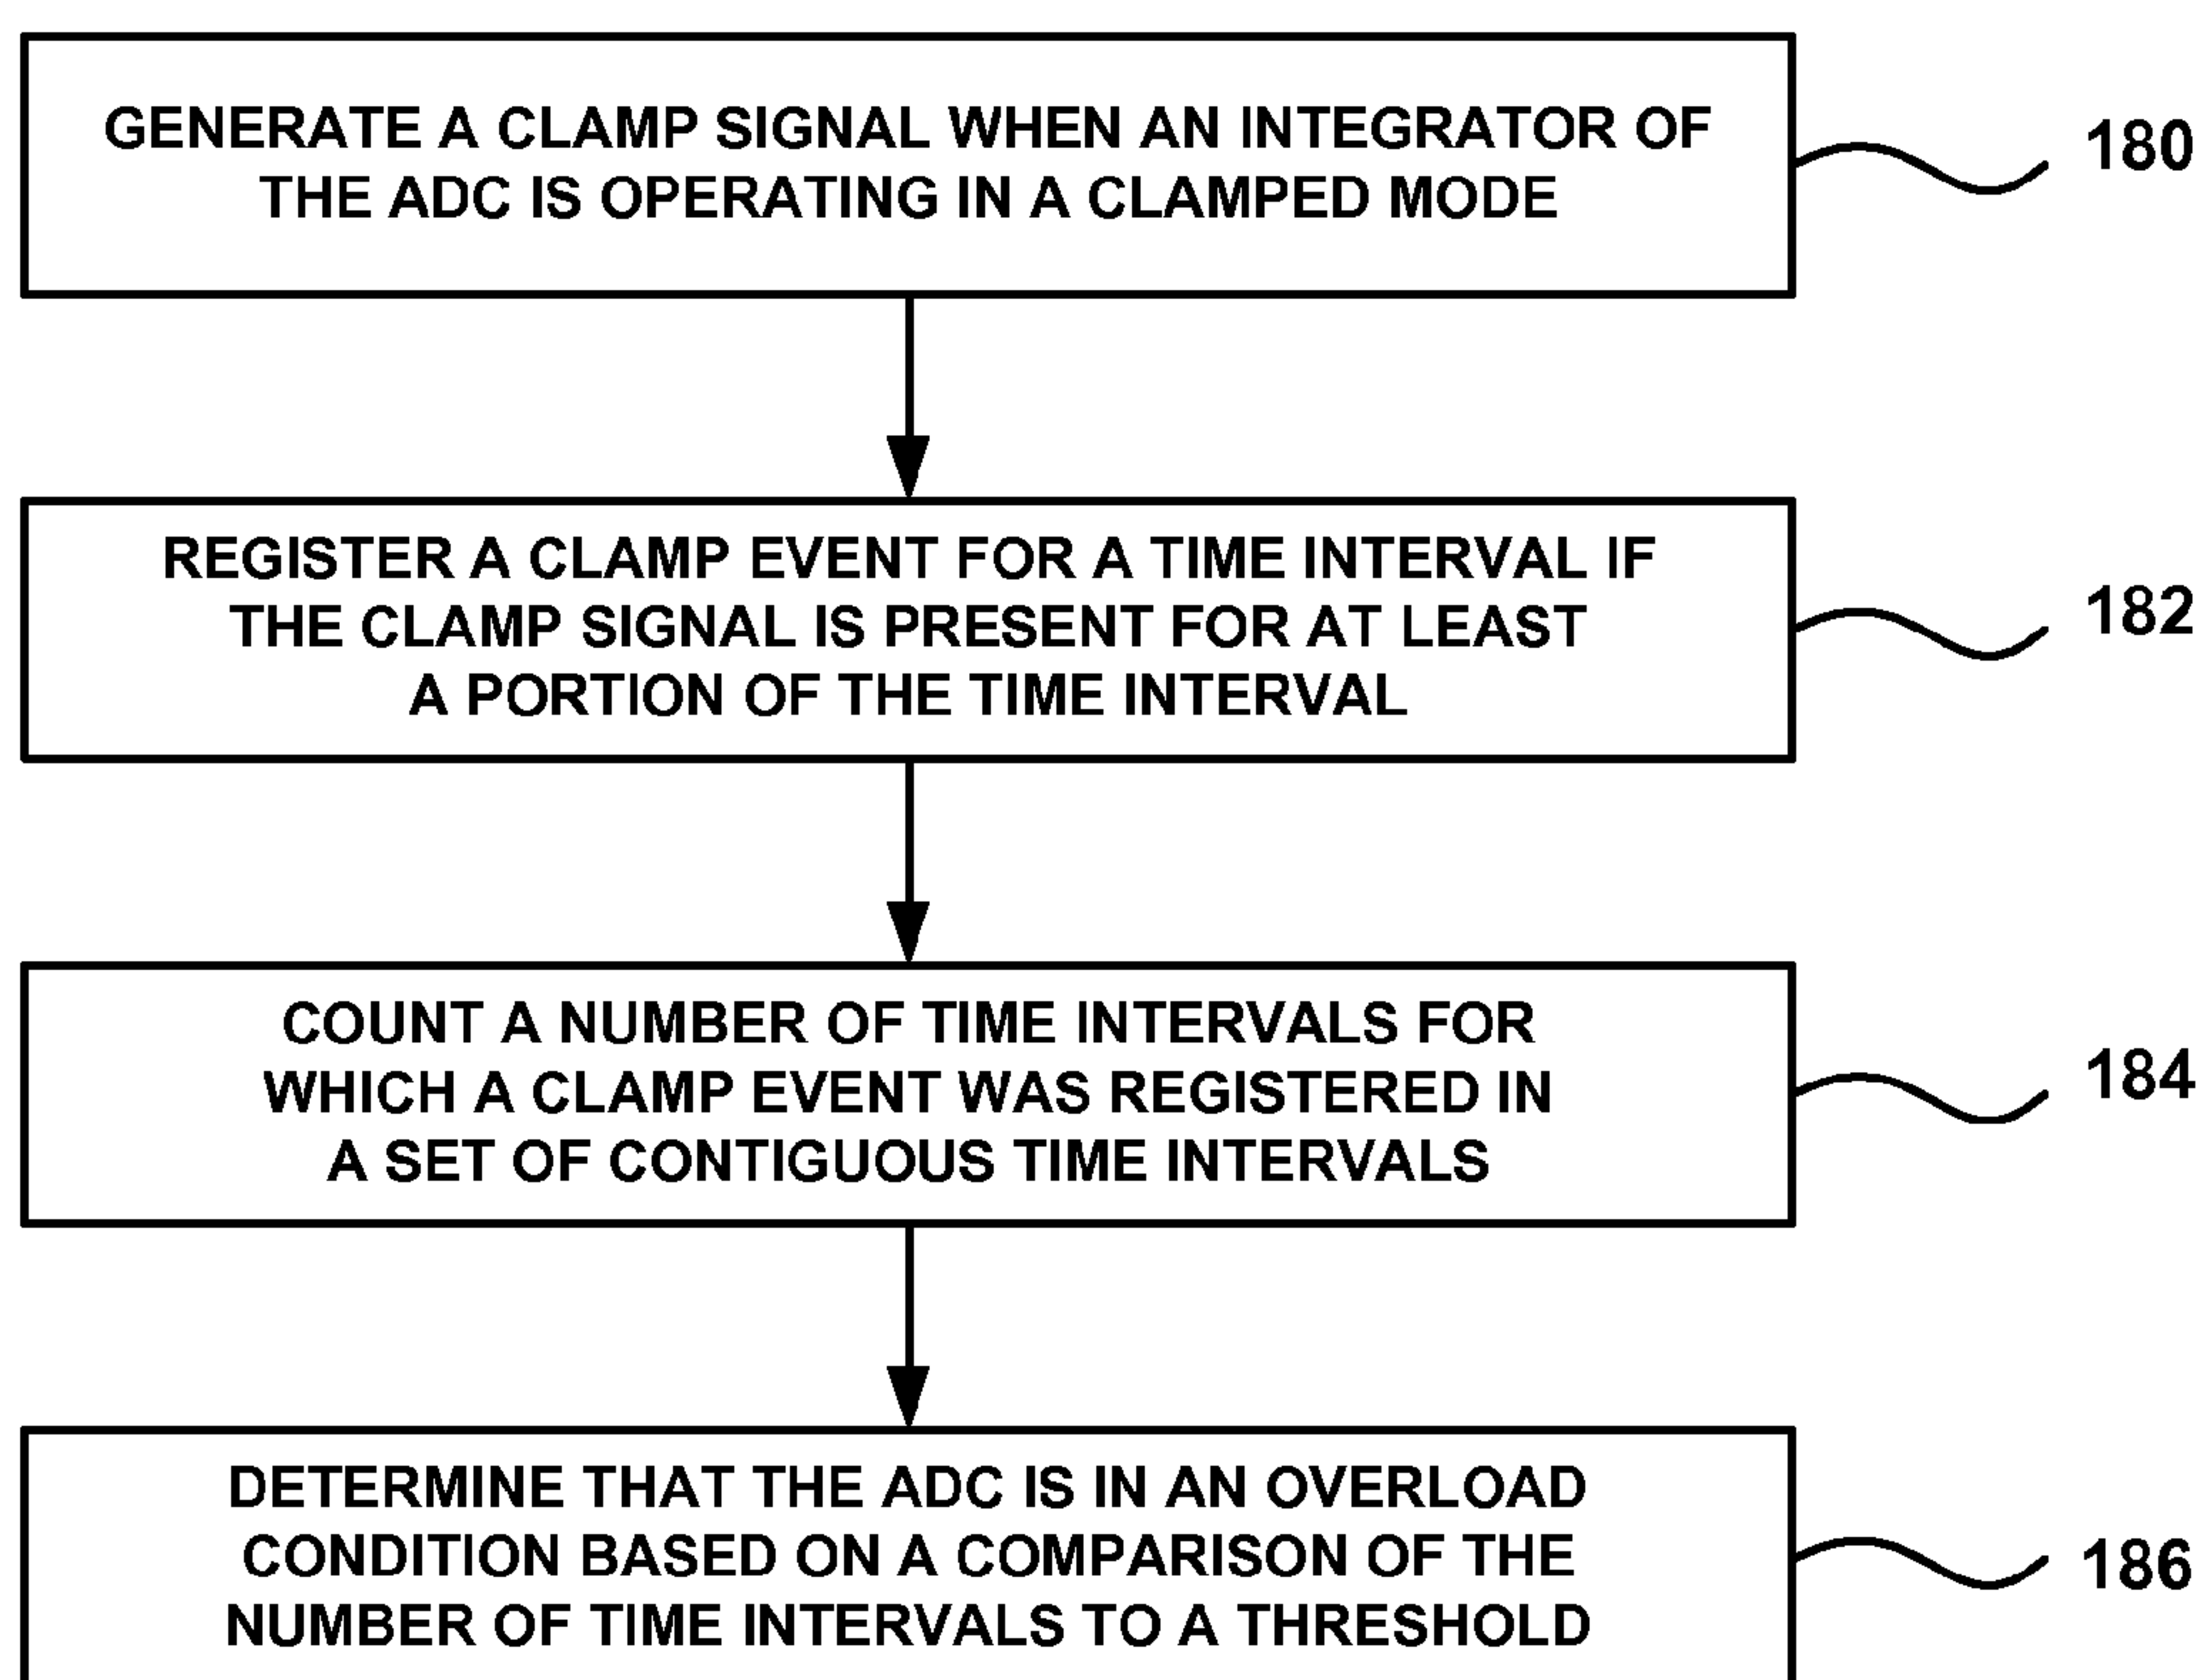 GENERATE A CLAMP SIGNAL WHEN AN INTEGRATOR OF
THE ADC IS OPERATING IN A CLAMPED MODE
180
REGISTER A CLAMP EVENT FOR A TIME INTERVAL IF
THE CLAMP SIGNAL IS PRESENT FOR AT LEAST
A PORTION OF THE TIME INTERVAL
182
COUNT A NUMBER OF TIME INTERVALS FOR
WHICH A CLAMP EVENT WAS REGISTERED IN
A SET OF CONTIGUOUS TIME INTERVALS
184
DETERMINE THAT THE ADC IS IN AN OVERLOAD
CONDITION BASED ON A COMPARISON OF THE
NUMBER OF TIME INTERVALS TO A THRESHOLD
186